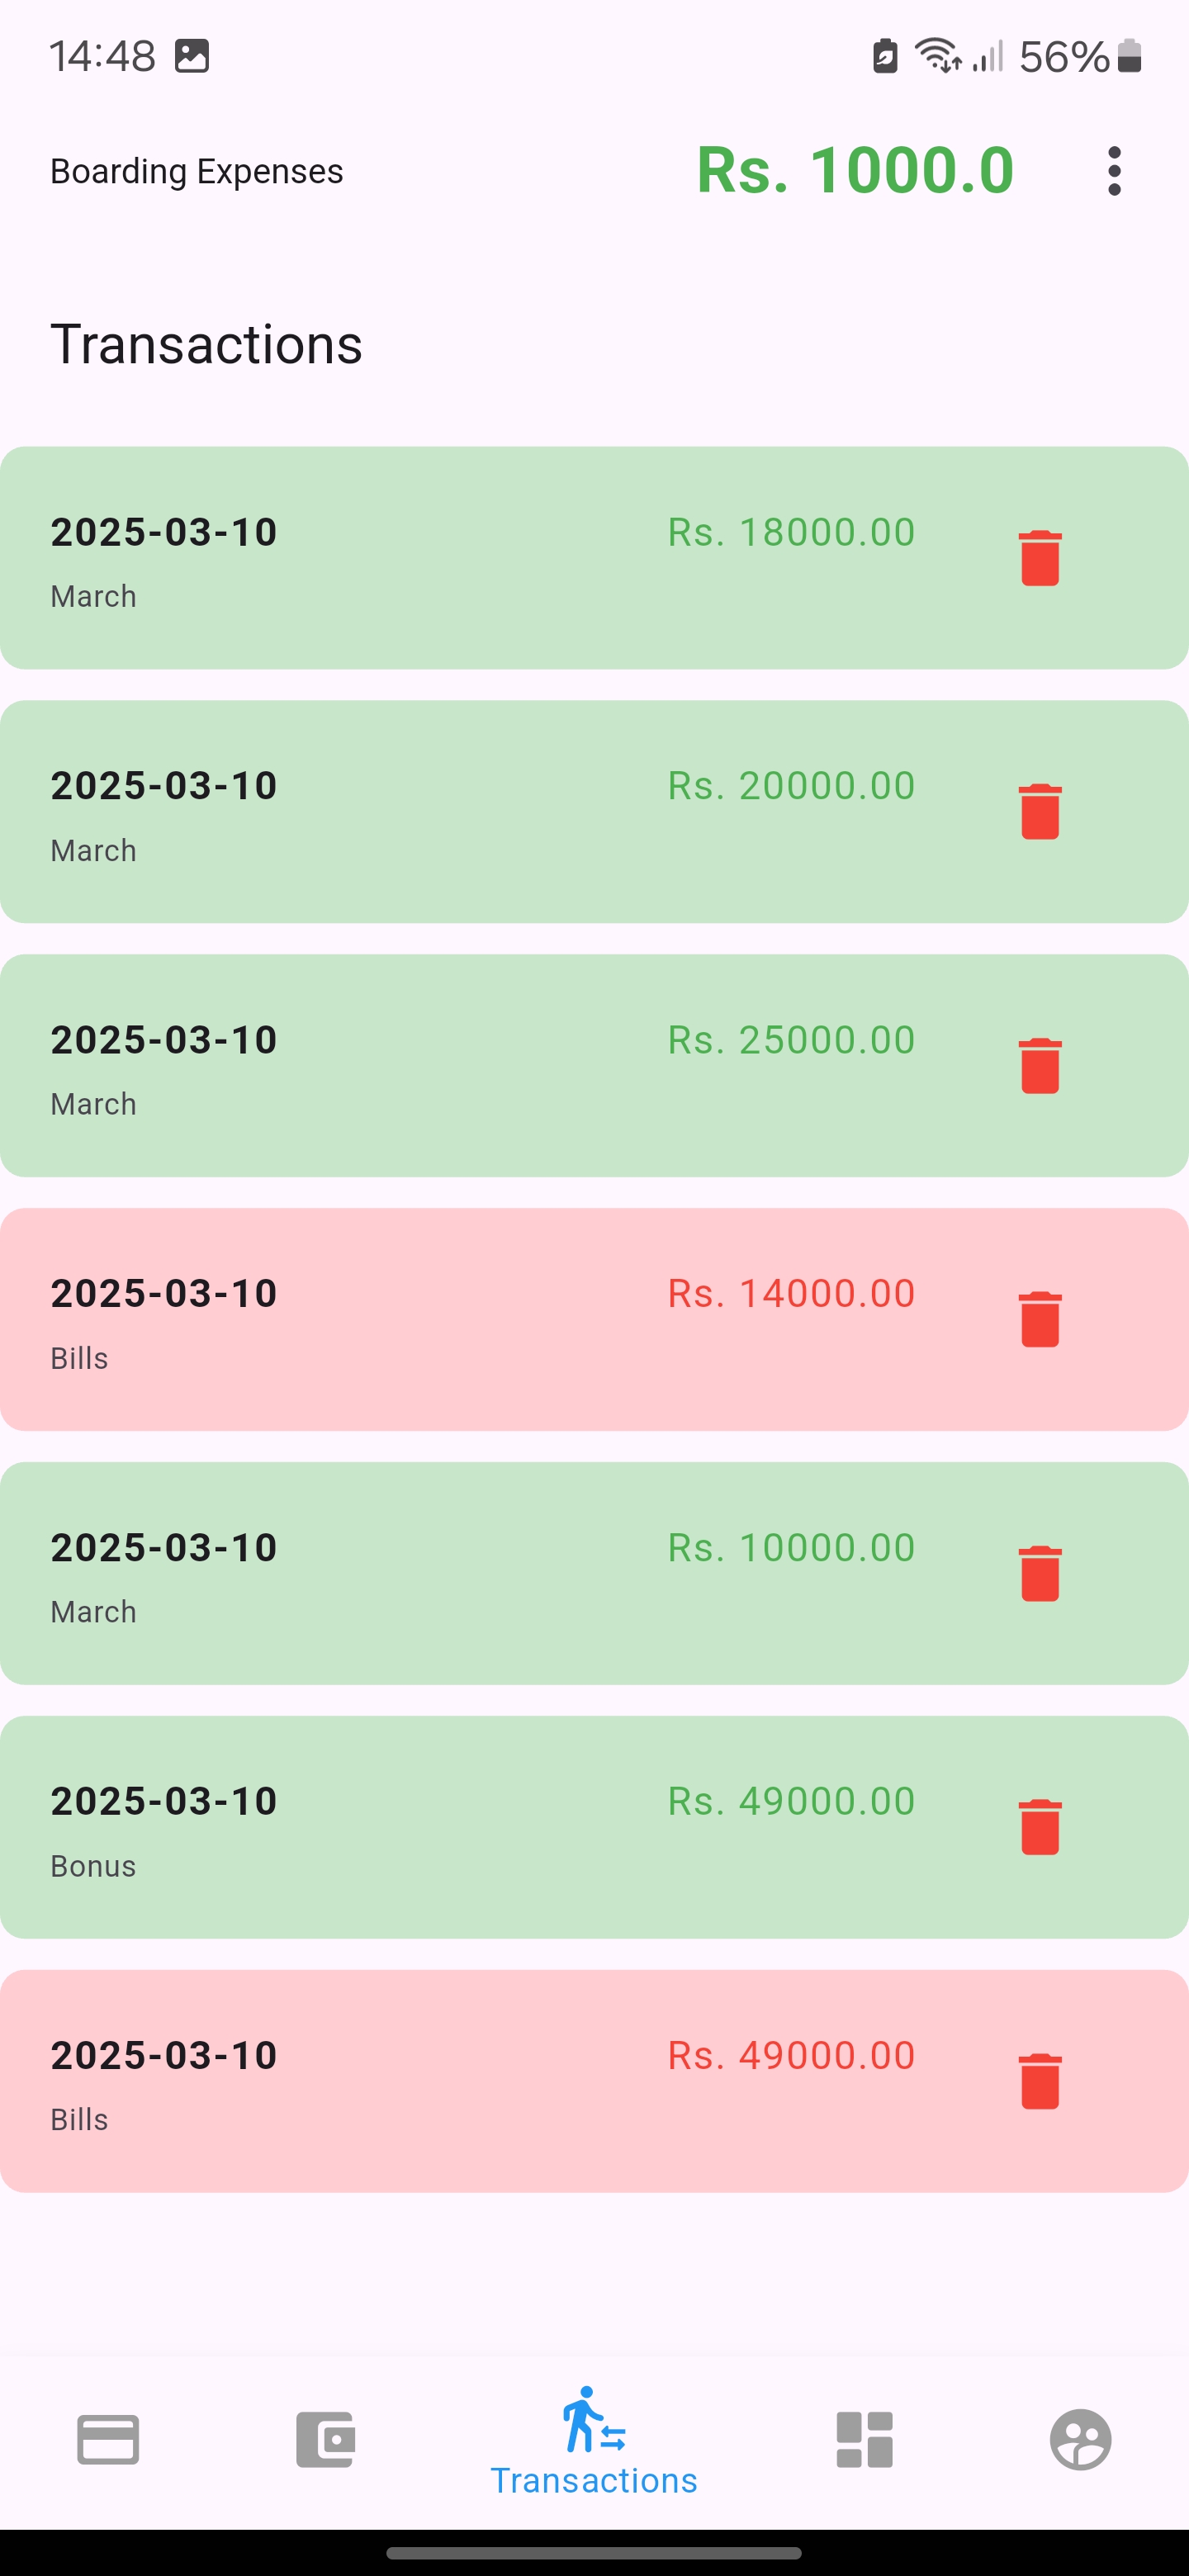 14:48 56%
Boarding Expenses Rs. 1000.0
Transactions
2025-03-10 Rs. 18000.00
March
2025-03-10 Rs. 20000.00
March
2025-03-10 Rs. 25000.00
March
2025-03-10 Rs. 14000.00
Bills
2025-03-10 Rs. 10000.00
March
2025-03-10 Rs. 49000.00
Bonus
2025-03-10 Rs. 49000.00
Bills
Transactions